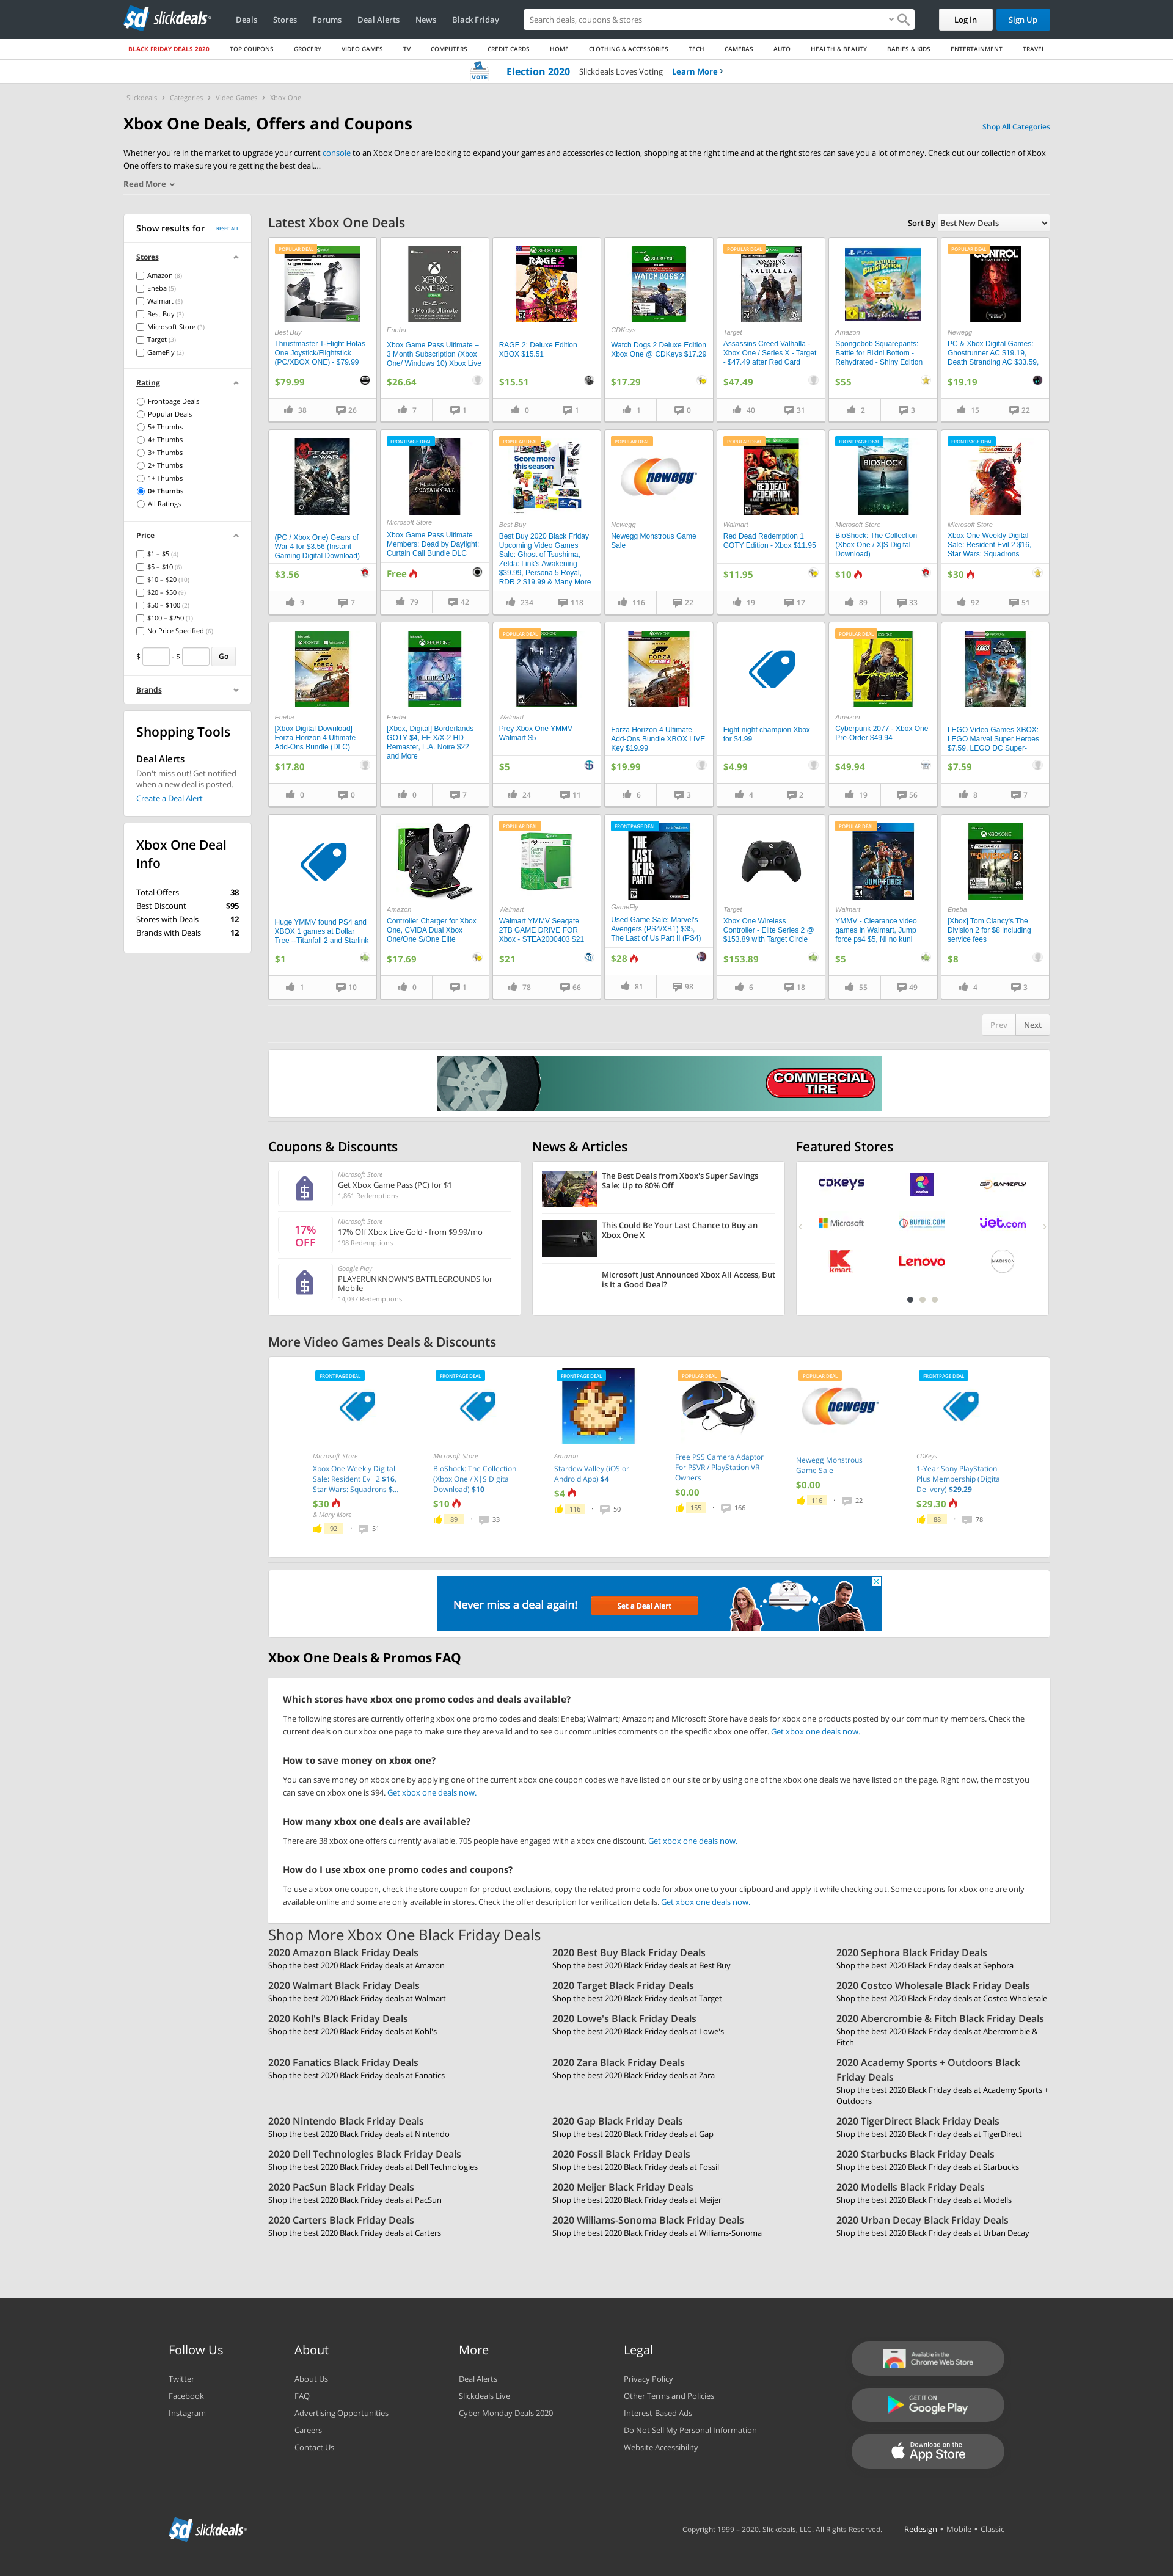 slickdeals
Deals Stores Forums Deal Alerts News Black Friday
Search deals, coupons & stores
Log In
Sign Up
BLACK FRIDAY DEALS 2020 TOP COUPONS GROCERY VIDEO GAMES TV COMPUTERS CREDIT CARDS HOME CLOTHING & ACCESSORIES TECH CAMERAS AUTO HEALTH & BEAUTY BABIES & KIDS ENTERTAINMENT TRAVEL
VOTE Election 2020 Slickdeals Loves Voting Learn More
Slickdeals Categories Video Games Xbox One
Xbox One Deals, Offers and Coupons
Shop All Categories
Whether you're in the market to upgrade your current console to an Xbox One or are looking to expand your games and accessories collection, shopping at the right time and at the right stores can save you a lot of money. Check out our collection of Xbox
One offers to make sure you're getting the best deal....
Read More
Show results for RESET ALL
Stores
Amazon (8)
Eneba (5)
Walmart (5)
Best Buy (3)
Microsoft Store (3)
Target (3)
GameFly (2)
Rating
Frontpage Deals
Popular Deals
5+ Thumbs
4+ Thumbs
3+ Thumbs
2+ Thumbs
1+ Thumbs
0+ Thumbs
All Ratings
Price
$1 – $5 (4)
$5 – $10 (6)
$10 – $20 (10)
$20 – $50 (9)
$50 – $100 (2)
$100 – $250 (1)
No Price Specified (6)
$ - $ Go
Brands
Shopping Tools
Deal Alerts
Don't miss out! Get notified
when a new deal is posted.
Create a Deal Alert
Xbox One Deal
Info
Total Offers 38
Best Discount $95
Stores with Deals 12
Brands with Deals 12
Latest Xbox One Deals
Sort By Best New Deals
POPULAR DEAL
Best Buy
Thrustmaster T-Flight Hotas
One Joystick/Flightstick
(PC/XBOX ONE) - $79.99
$79.99
38 26
XBOX
GAME PASS
Eneba
Xbox Game Pass Ultimate –
3 Month Subscription (Xbox
One/ Windows 10) Xbox Live
$26.64
7 1
RAGE 2
RAGE 2: Deluxe Edition
XBOX $15.51
$15.51
0 1
WATCH DOGS 2
CDKeys
Watch Dogs 2 Deluxe Edition
Xbox One @ CDKeys $17.29
$17.29
1 0
POPULAR DEAL
ASSASSIN'S
CREED
VALHALLA
Target
Assassins Creed Valhalla -
Xbox One / Series X - Target
- $47.49 after Red Card
$47.49
40 31
Amazon
Spongebob Squarepants:
Battle for Bikini Bottom -
Rehydrated - Shiny Edition
$55
2 3
POPULAR DEAL
CONTROL
Newegg
PC & Xbox Digital Games:
Ghostrunner AC $19.19,
Death Stranding AC $33.59,
$19.19
15 22
GEARS
OF WAR
(PC / Xbox One) Gears of
War 4 for $3.56 (Instant
Gaming Digital Download)
$3.56
9 7
FRONTPAGE DEAL
CURTAIN CALL
Microsoft Store
Xbox Game Pass Ultimate
Members: Dead by Daylight:
Curtain Call Bundle DLC
Free
79 42
POPULAR DEAL
Score more
this season
Best Buy
Best Buy 2020 Black Friday
Upcoming Video Games
Sale: Ghost of Tsushima,
Zelda: Link's Awakening
$39.99, Persona 5 Royal,
RDR 2 $19.99 & Many More
234 118
POPULAR DEAL
newegg
Newegg
Newegg Monstrous Game
Sale
116 22
POPULAR DEAL
RED DEAD
REDEMPTION
Walmart
Red Dead Redemption 1
GOTY Edition - Xbox $11.95
$11.95
19 17
FRONTPAGE DEAL
BIOSHOCK
Microsoft Store
BioShock: The Collection
(Xbox One / X|S Digital
Download)
$10
89 33
FRONTPAGE DEAL
Microsoft Store
Xbox One Weekly Digital
Sale: Resident Evil 2 $16,
Star Wars: Squadrons
$30
92 51
Eneba
[Xbox Digital Download]
Forza Horizon 4 Ultimate
Add-Ons Bundle (DLC)
$17.80
0 0
Eneba
[Xbox, Digital] Borderlands
GOTY $4, FF X/X-2 HD
Remaster, L.A. Noire $22
and More
0 7
POPULAR DEAL
PREY
Walmart
Prey Xbox One YMMV
Walmart $5
$5
24 11
Forza Horizon 4 Ultimate
Add-Ons Bundle XBOX LIVE
Key $19.99
$19.99
6 3
Fight night champion Xbox
for $4.99
$4.99
4 2
POPULAR DEAL
Cyberpunk
Amazon
Cyberpunk 2077 - Xbox One
Pre-Order $49.94
$49.94
19 56
LEGO
LEGO Video Games XBOX:
LEGO Marvel Super Heroes
$7.59, LEGO DC Super-
$7.59
8 7
Huge YMMV found PS4 and
XBOX 1 games at Dollar
Tree --Titanfall 2 and Starlink
$1
1 10
Amazon
Controller Charger for Xbox
One, CVIDA Dual Xbox
One/One S/One Elite
$17.69
0 1
POPULAR DEAL
Walmart
Walmart YMMV Seagate
2TB GAME DRIVE FOR
Xbox - STEA2000403 $21
$21
78 66
FRONTPAGE DEAL
THE
LAST
OF US
PART II
GameFly
Used Game Sale: Marvel's
Avengers (PS4/XB1) $35,
The Last of Us Part II (PS4)
$28
81 98
Target
Xbox One Wireless
Controller - Elite Series 2 @
$153.89 with Target Circle
$153.89
6 18
POPULAR DEAL
JUMP FORCE
Walmart
YMMV - Clearance video
games in Walmart, Jump
force ps4 $5, Ni no kuni
$5
55 49
Eneba
[Xbox] Tom Clancy's The
Division 2 for $8 including
service fees
$8
4 3
Prev Next
COMMERCIAL
TIRE
Coupons & Discounts
Microsoft Store
Get Xbox Game Pass (PC) for $1
1,861 Redemptions
17%
OFF
Microsoft Store
17% Off Xbox Live Gold - from $9.99/mo
198 Redemptions
Google Play
PLAYERUNKNOWN'S BATTLEGROUNDS for
Mobile
14,037 Redemptions
News & Articles
The Best Deals from Xbox's Super Savings
Sale: Up to 80% Off
This Could Be Your Last Chance to Buy an
Xbox One X
Microsoft Just Announced Xbox All Access, But
is It a Good Deal?
Featured Stores
CDKeys eneba GAMEFLY
Microsoft BUYDIG.COM Jet.com
kmart Lenovo MADISON
More Video Games Deals & Discounts
FRONTPAGE DEAL
Microsoft Store
Xbox One Weekly Digital
Sale: Resident Evil 2 $16,
Star Wars: Squadrons $...
$30
& Many More
92 51
FRONTPAGE DEAL
Microsoft Store
BioShock: The Collection
(Xbox One / X|S Digital
Download) $10
$10
89 33
FRONTPAGE DEAL
Amazon
Stardew Valley (iOS or
Android App) $4
$4
116 50
POPULAR DEAL
Free PS5 Camera Adaptor
For PSVR / PlayStation VR
Owners
$0.00
155 166
POPULAR DEAL
newegg
Newegg Monstrous
Game Sale
$0.00
116 22
FRONTPAGE DEAL
CDKeys
1-Year Sony PlayStation
Plus Membership (Digital
Delivery) $29.29
$29.30
88 78
Never miss a deal again! Set a Deal Alert
Xbox One Deals & Promos FAQ
Which stores have xbox one promo codes and deals available?
The following stores are currently offering xbox one promo codes and deals: Eneba; Walmart; Amazon; and Microsoft Store have deals for xbox one products posted by our community members. Check the
current deals on our xbox one page to make sure they are valid and to see our communities comments on the specific xbox one offer. Get xbox one deals now.
How to save money on xbox one?
You can save money on xbox one by applying one of the current xbox one coupon codes we have listed on our site or by using one of the xbox one deals we have listed on the page. Right now, the most you
can save on xbox one is $94. Get xbox one deals now.
How many xbox one deals are available?
There are 38 xbox one offers currently available. 705 people have engaged with a xbox one discount. Get xbox one deals now.
How do I use xbox one promo codes and coupons?
To use a xbox one coupon, check the store coupon for product exclusions, copy the related promo code for xbox one to your clipboard and apply it while checking out. Some coupons for xbox one are only
available online and some are only available in stores. Check the offer description for verification details. Get xbox one deals now.
Shop More Xbox One Black Friday Deals
2020 Amazon Black Friday Deals
Shop the best 2020 Black Friday deals at Amazon
2020 Best Buy Black Friday Deals
Shop the best 2020 Black Friday deals at Best Buy
2020 Sephora Black Friday Deals
Shop the best 2020 Black Friday deals at Sephora
2020 Walmart Black Friday Deals
Shop the best 2020 Black Friday deals at Walmart
2020 Target Black Friday Deals
Shop the best 2020 Black Friday deals at Target
2020 Costco Wholesale Black Friday Deals
Shop the best 2020 Black Friday deals at Costco Wholesale
2020 Kohl's Black Friday Deals
Shop the best 2020 Black Friday deals at Kohl's
2020 Lowe's Black Friday Deals
Shop the best 2020 Black Friday deals at Lowe's
2020 Abercrombie & Fitch Black Friday Deals
Shop the best 2020 Black Friday deals at Abercrombie &
Fitch
2020 Fanatics Black Friday Deals
Shop the best 2020 Black Friday deals at Fanatics
2020 Zara Black Friday Deals
Shop the best 2020 Black Friday deals at Zara
2020 Academy Sports + Outdoors Black
Friday Deals
Shop the best 2020 Black Friday deals at Academy Sports +
Outdoors
2020 Nintendo Black Friday Deals
Shop the best 2020 Black Friday deals at Nintendo
2020 Gap Black Friday Deals
Shop the best 2020 Black Friday deals at Gap
2020 TigerDirect Black Friday Deals
Shop the best 2020 Black Friday deals at TigerDirect
2020 Dell Technologies Black Friday Deals
Shop the best 2020 Black Friday deals at Dell Technologies
2020 Fossil Black Friday Deals
Shop the best 2020 Black Friday deals at Fossil
2020 Starbucks Black Friday Deals
Shop the best 2020 Black Friday deals at Starbucks
2020 PacSun Black Friday Deals
Shop the best 2020 Black Friday deals at PacSun
2020 Meijer Black Friday Deals
Shop the best 2020 Black Friday deals at Meijer
2020 Modells Black Friday Deals
Shop the best 2020 Black Friday deals at Modells
2020 Carters Black Friday Deals
Shop the best 2020 Black Friday deals at Carters
2020 Williams-Sonoma Black Friday Deals
Shop the best 2020 Black Friday deals at Williams-Sonoma
2020 Urban Decay Black Friday Deals
Shop the best 2020 Black Friday deals at Urban Decay
Follow Us
Twitter
Facebook
Instagram
About
About Us
FAQ
Advertising Opportunities
Careers
Contact Us
More
Deal Alerts
Slickdeals Live
Cyber Monday Deals 2020
Legal
Privacy Policy
Other Terms and Policies
Interest-Based Ads
Do Not Sell My Personal Information
Website Accessibility
Available in the
Chrome Web Store
GET IT ON
Google Play
Download on the
App Store
slickdeals
Copyright 1999 – 2020. Slickdeals, LLC. All Rights Reserved. Redesign • Mobile • Classic